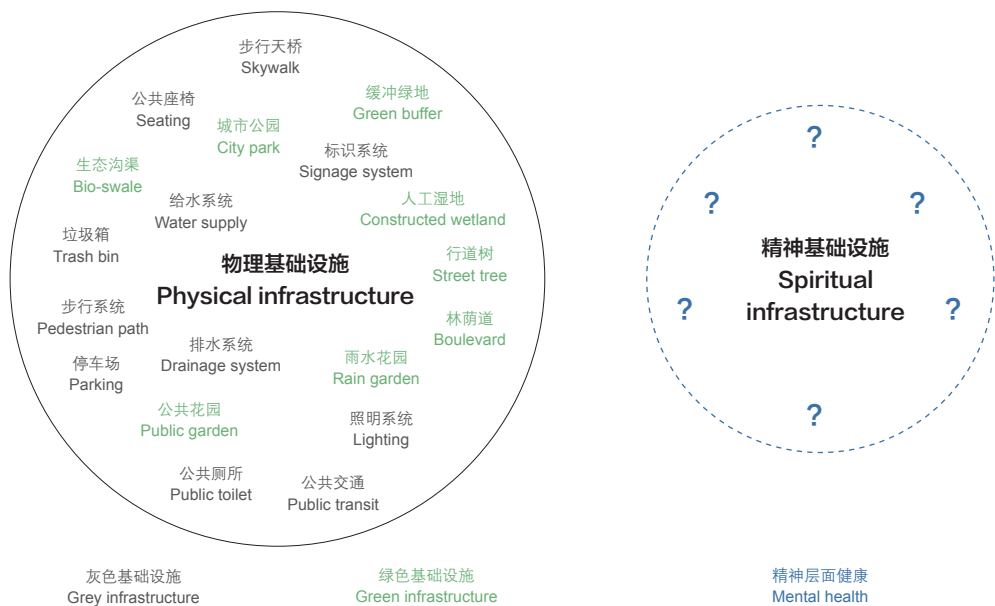 步行天桥
Skywalk
缓冲绿地
Green buffer
公共座椅
Seating
城市公园
City park
标识系统
Signage system
生态沟渠
Bio-swale
给水系统
Water supply
人工湿地
Constructed wetland
垃圾箱
Trash bin
行道树
Street tree
物理基础设施
Physical infrastructure
步行系统
Pedestrian path
林荫道
Boulevard
排水系统
Drainage system
雨水花园
Rain garden
停车场
Parking
公共花园
Public garden
照明系统
Lighting
公共厕所
Public toilet
公共交通
Public transit
?
?
?
精神基础设施
Spiritual
infrastructure
?
?
?
灰色基础设施
Grey infrastructure
绿色基础设施
Green infrastructure
精神层面健康
Mental health